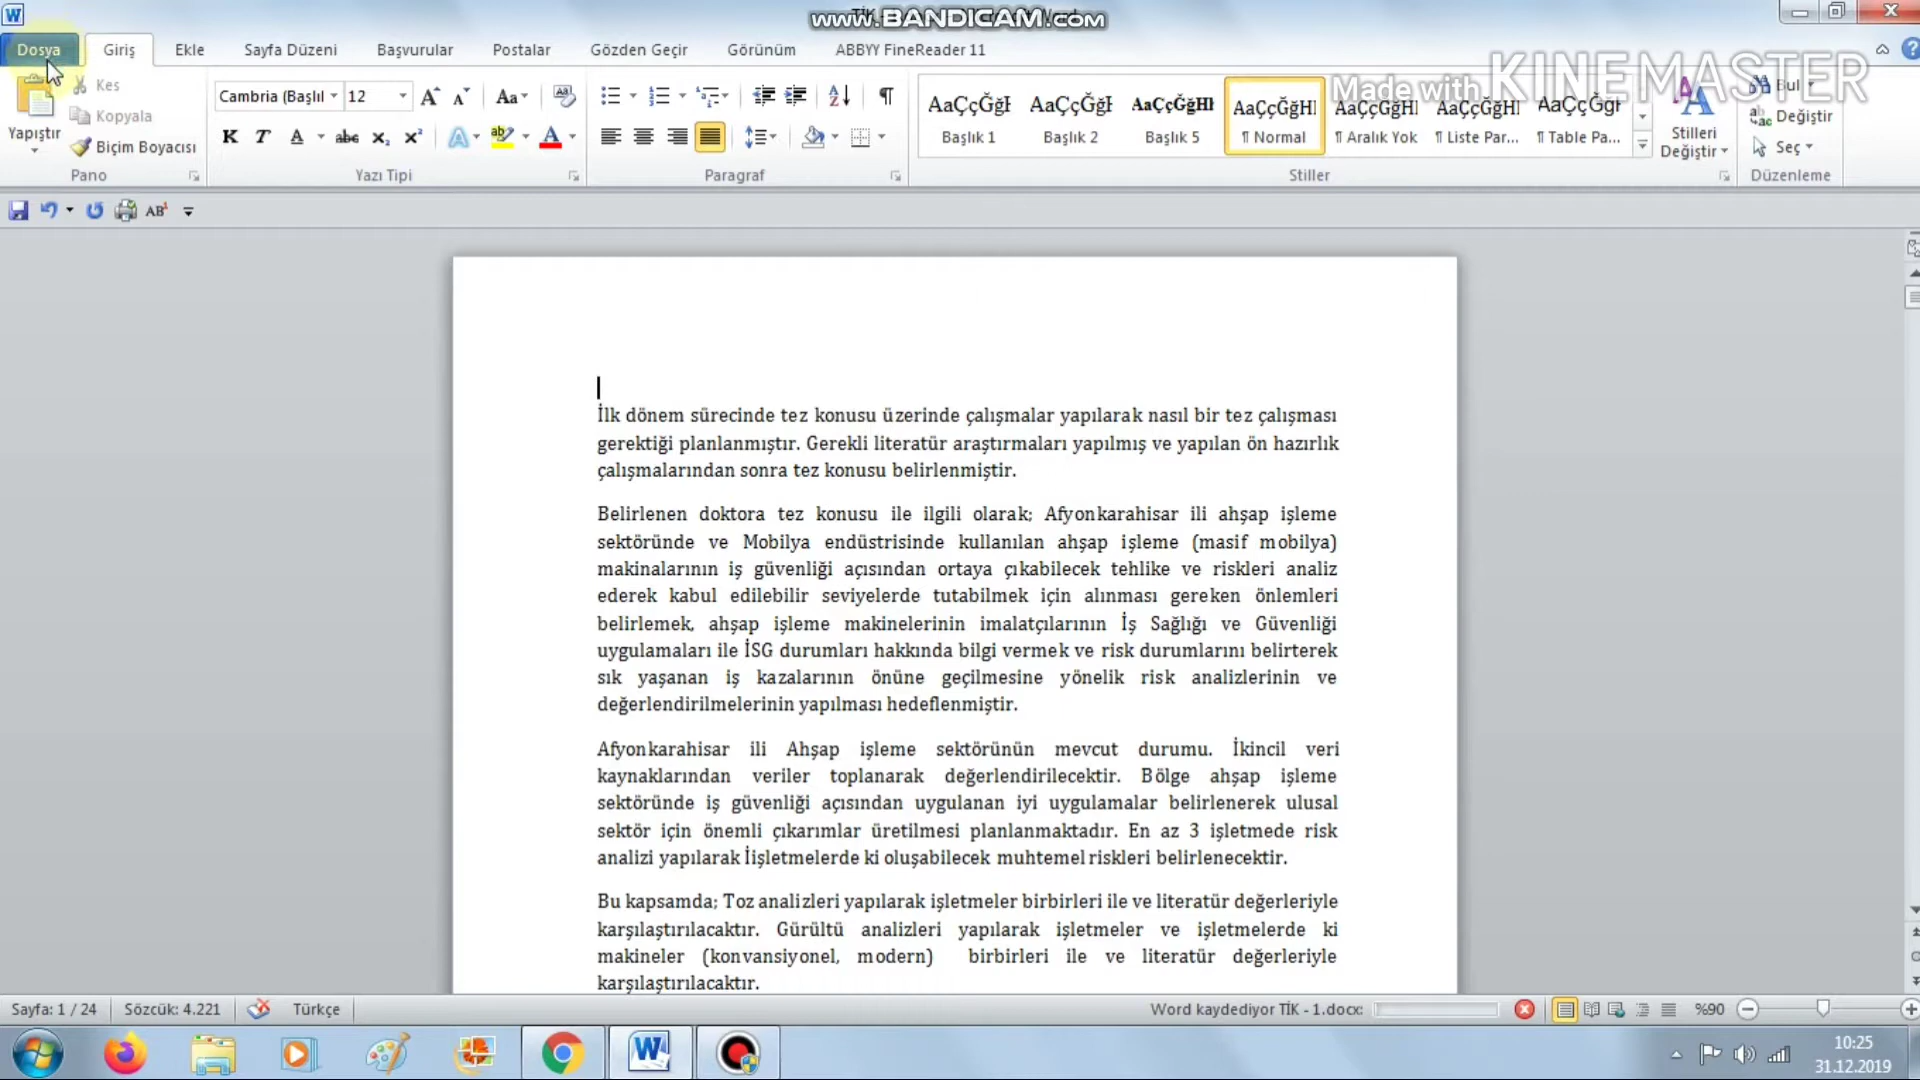 www.BANDICAM.com
Dosya Giriş Ekle Sayfa Düzeni Başvurular Postalar Gözden Geçir Görünüm ABBYY FineReader 11
Made with KINEMASTER
Yapıştır
Kes
Kopyala
Biçim Boyacısı
Pano
Cambria (Başlıl 12
Yazı Tipi
Paragraf
AaÇçĞğI AaÇçĞğI AaÇçĞğHI AaÇçĞğHI AaÇçĞğHI AaÇçĞğHI AaÇçĞğI
Başlık 1 Başlık 2 Başlık 5 ¶ Normal ¶ Aralık Yok ¶ Liste Par... ¶ Table Pa...
Stiller
Stilleri
Değiştir
Bul
Değiştir
Seç
Düzenleme
İlk dönem sürecinde tez konusu üzerinde çalışmalar yapılarak nasıl bir tez çalışması
gerektiği planlanmıştır. Gerekli literatür araştırmaları yapılmış ve yapılan ön hazırlık
çalışmalarından sonra tez konusu belirlenmiştir.
Belirlenen doktora tez konusu ile ilgili olarak; Afyonkarahisar ili ahşap işleme
sektöründe ve Mobilya endüstrisinde kullanılan ahşap işleme (masif mobilya)
makinalarının iş güvenliği açısından ortaya çıkabilecek tehlike ve riskleri analiz
ederek kabul edilebilir seviyelerde tutabilmek için alınması gereken önlemleri
belirlemek, ahşap işleme makinelerinin imalatçılarının İş Sağlığı ve Güvenliği
uygulamaları ile İSG durumları hakkında bilgi vermek ve risk durumlarını belirterek
sık yaşanan iş kazalarının önüne geçilmesine yönelik risk analizlerinin ve
değerlendirilmelerinin yapılması hedeflenmiştir.
Afyonkarahisar ili Ahşap işleme sektörünün mevcut durumu. İkincil veri
kaynaklarından veriler toplanarak değerlendirilecektir. Bölge ahşap işleme
sektöründe iş güvenliği açısından uygulanan iyi uygulamalar belirlenerek ulusal
sektör için önemli çıkarımlar üretilmesi planlanmaktadır. En az 3 işletmede risk
analizi yapılarak İişletmelerde ki oluşabilecek muhtemel riskleri belirlenecektir.
Bu kapsamda; Toz analizleri yapılarak işletmeler birbirleri ile ve literatür değerleriyle
karşılaştırılacaktır. Gürültü analizleri yapılarak işletmeler ve işletmelerde ki
makineler (konvansiyonel, modern) birbirleri ile ve literatür değerleriyle
karşılaştırılacaktır.
Sayfa: 1 / 24 Sözcük: 4.221 Türkçe Word kaydediyor TİK - 1.docx: %90
10:25
31.12.2019